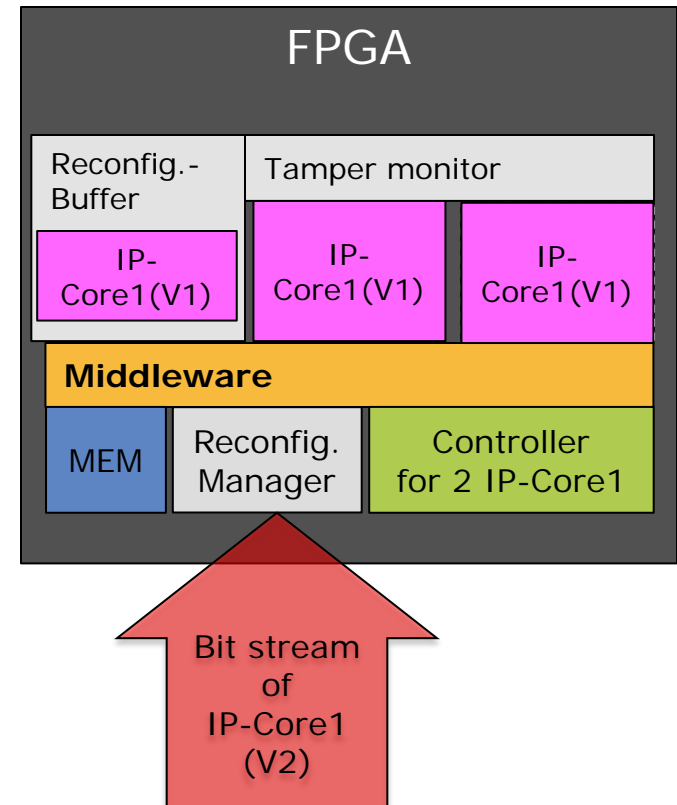 FPGA
Reconfig.-
Buffer
Tamper monitor
IP-
Core1(V1)
IP-
Core1(V1)
IP-
Core1(V1)
Middleware
MEM
Reconfig.
Manager
Controller
for 2 IP-Core1
Bit stream
of
IP-Core1
(V2)